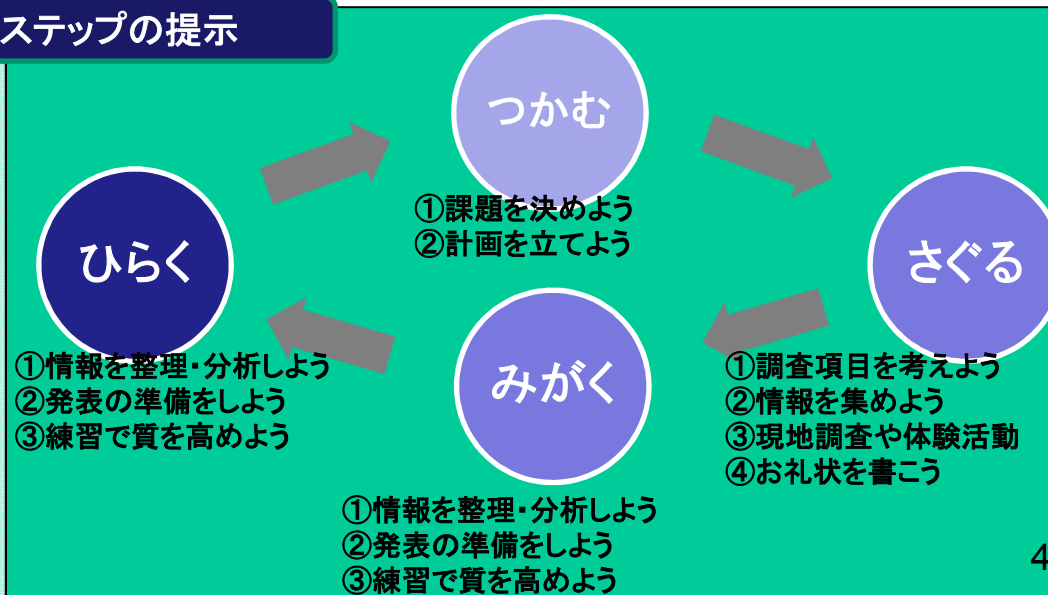 ステップの提示
つかむ
①課題を決めよう
②計画を立てよう
さぐる
①調査項目を考えよう
②情報を集めよう
③現地調査や体験活動
④お礼状を書こう
みがく
①情報を整理・分析しよう
②発表の準備をしよう
③練習で質を高めよう
ひらく
①情報を整理・分析しよう
②発表の準備をしよう
③練習で質を高めよう
4